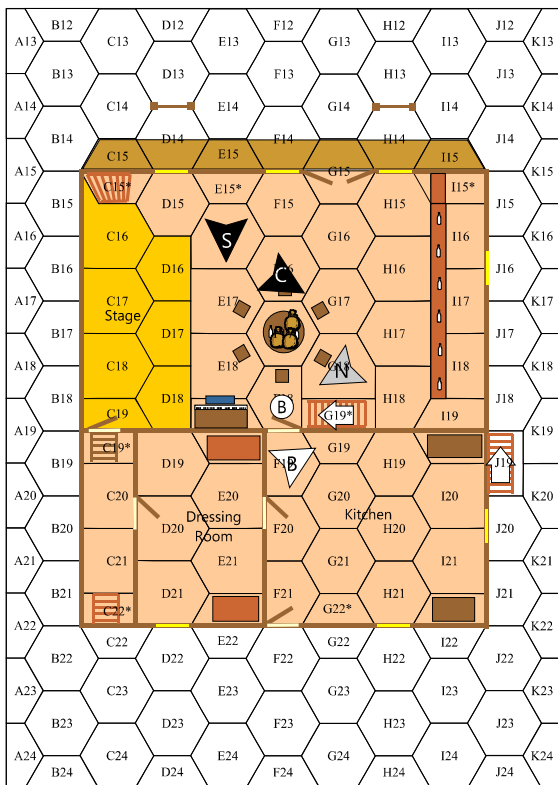 B12 D12 F12 H12 J12
A13 C13 E13 G13 I13 K13
B13 D13 F13 H13 J13
A14 C14 E14 G14 I14 K14
B14 D14 F14 H14 J14
C15 E15 I15
A15 G15 K15
C15* E15* I15*
B15 D15 F15 H15 J15
A16 C16 S G16 I16 K16
B16 D16 C H16 J16
A17 C17 E17 G17 I17 K17
Stage
B17 D17 H17 J17
A18 C18 E18 G18 I18 K18
N
B18 D18 B H18 J18
C19 G19* I19
A19 K19
C19* G19
B19 D19 B H19 J19
A20 C20 E20 G20 I20 K20
Dressing Kitchen
B20 D20 F20 H20 J20
Room
A21 C21 E21 G21 I21 K21
B21 D21 F21 H21 J21
C22* G22*
A22 K22
C22 E22 G22 I22
B22 D22 F22 H22 J22
A23 C23 E23 G23 I23 K23
B23 D23 F23 H23 J23
A24 C24 E24 G24 I24 K24
B24 D24 F24 H24 J24